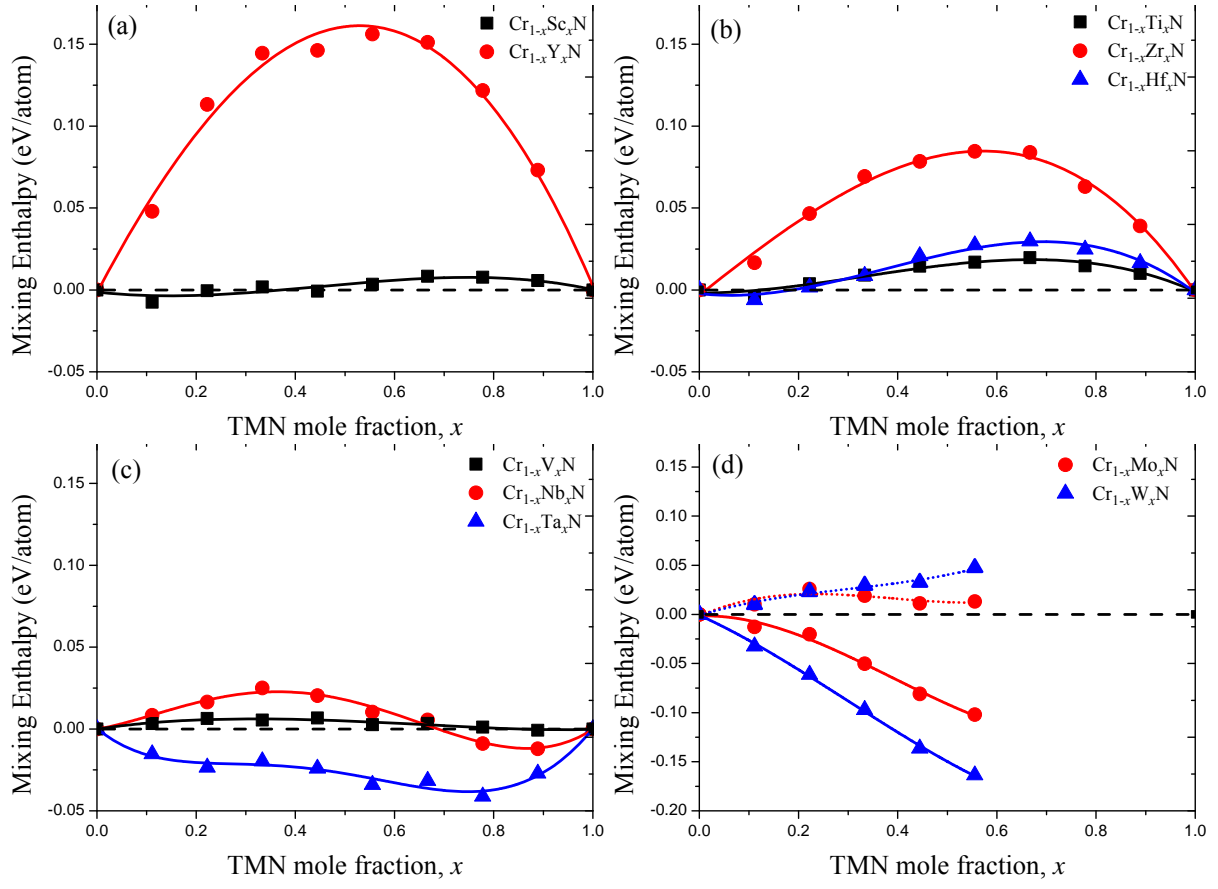 (a)
Cr1-xScxN
Cr1-xYxN
0.15
0.10
0.05
0.00
-0.05
Mixing Enthalpy (eV/atom)
0.0 0.2 0.4 0.6 0.8 1.0
TMN mole fraction, x
(b)
Cr1-xTixN
Cr1-xZrxN
Cr1-xHfxN
0.15
0.10
0.05
0.00
-0.05
Mixing Enthalpy (eV/atom)
0.0 0.2 0.4 0.6 0.8 1.0
TMN mole fraction, x
(c)
Cr1-xVxN
Cr1-xNbxN
Cr1-xTaxN
0.15
0.10
0.05
0.00
-0.05
Mixing Enthalpy (eV/atom)
0.0 0.2 0.4 0.6 0.8 1.0
TMN mole fraction, x
(d)
Cr1-xMoxN
Cr1-xWxN
0.15
0.10
0.05
0.00
-0.05
-0.10
-0.15
-0.20
Mixing Enthalpy (eV/atom)
0.0 0.2 0.4 0.6 0.8 1.0
TMN mole fraction, x